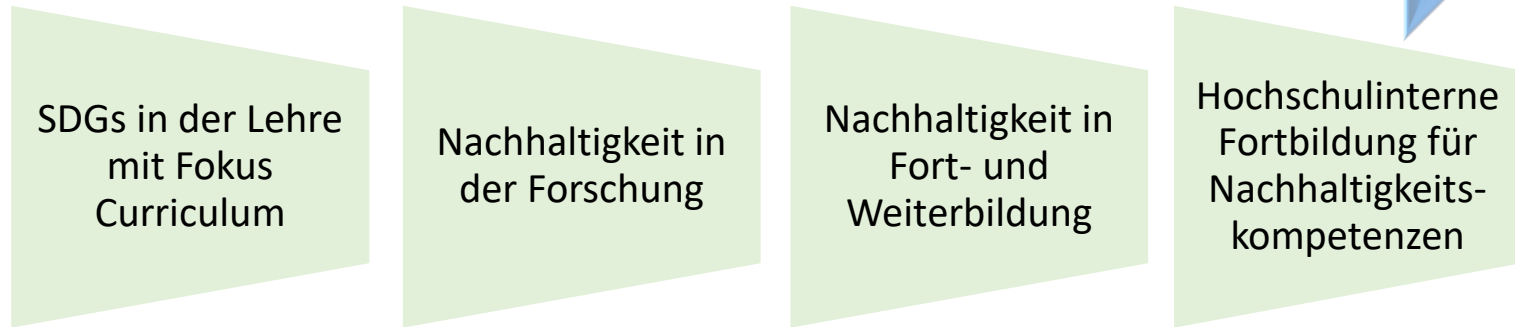 SDGs in der Lehre
mit Fokus
Curriculum
Nachhaltigkeit in
der Forschung
Nachhaltigkeit in
Fort- und
Weiterbildung
Hochschulinterne
Fortbildung für
Nachhaltigkeits-
kompetenzen